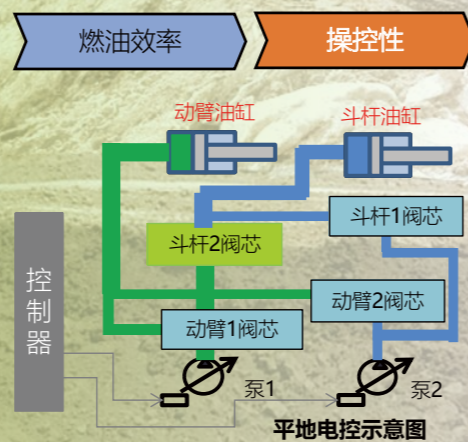 燃油效率
操控性
动臂油缸
斗杆油缸
斗杆1阀芯
斗杆2阀芯
控制器
动臂2阀芯
动臂1阀芯
泵1
泵2
平地电控示意图